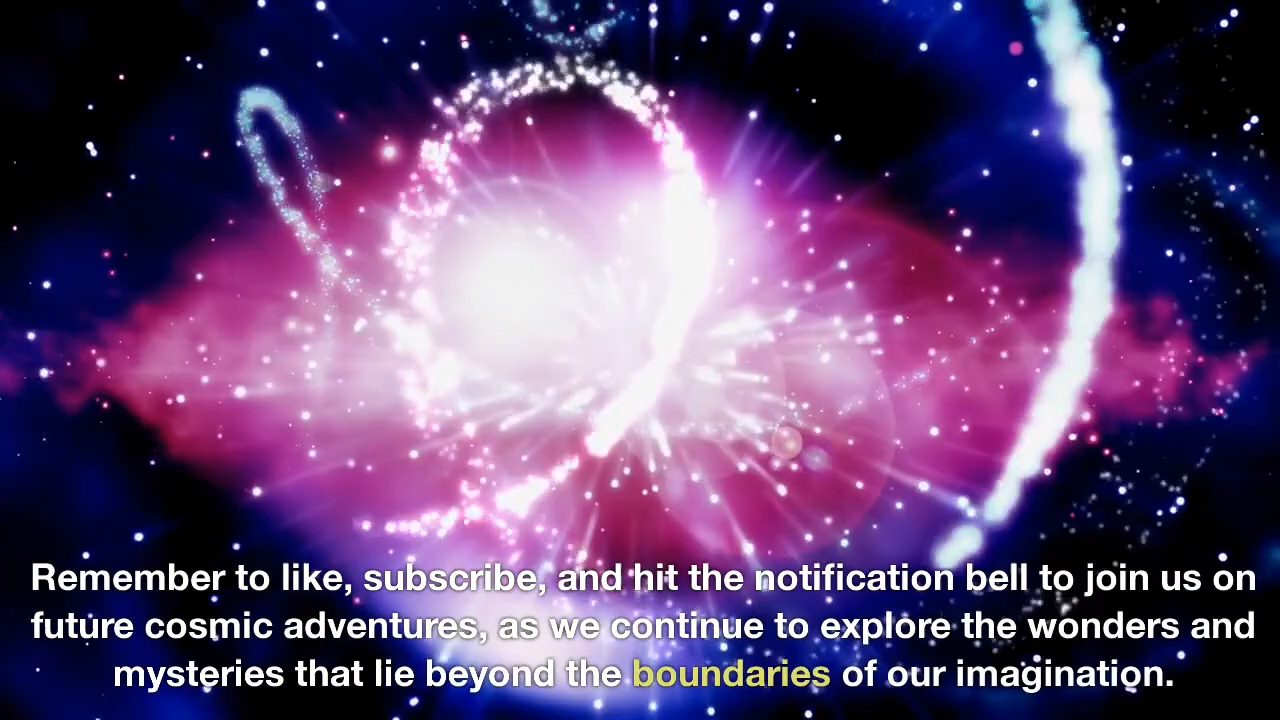 Remember to like, subscribe, and hit the notification bell to join us on
future cosmic adventures, as we continue to explore the wonders and
mysteries that lie beyond the boundaries of our imagination.